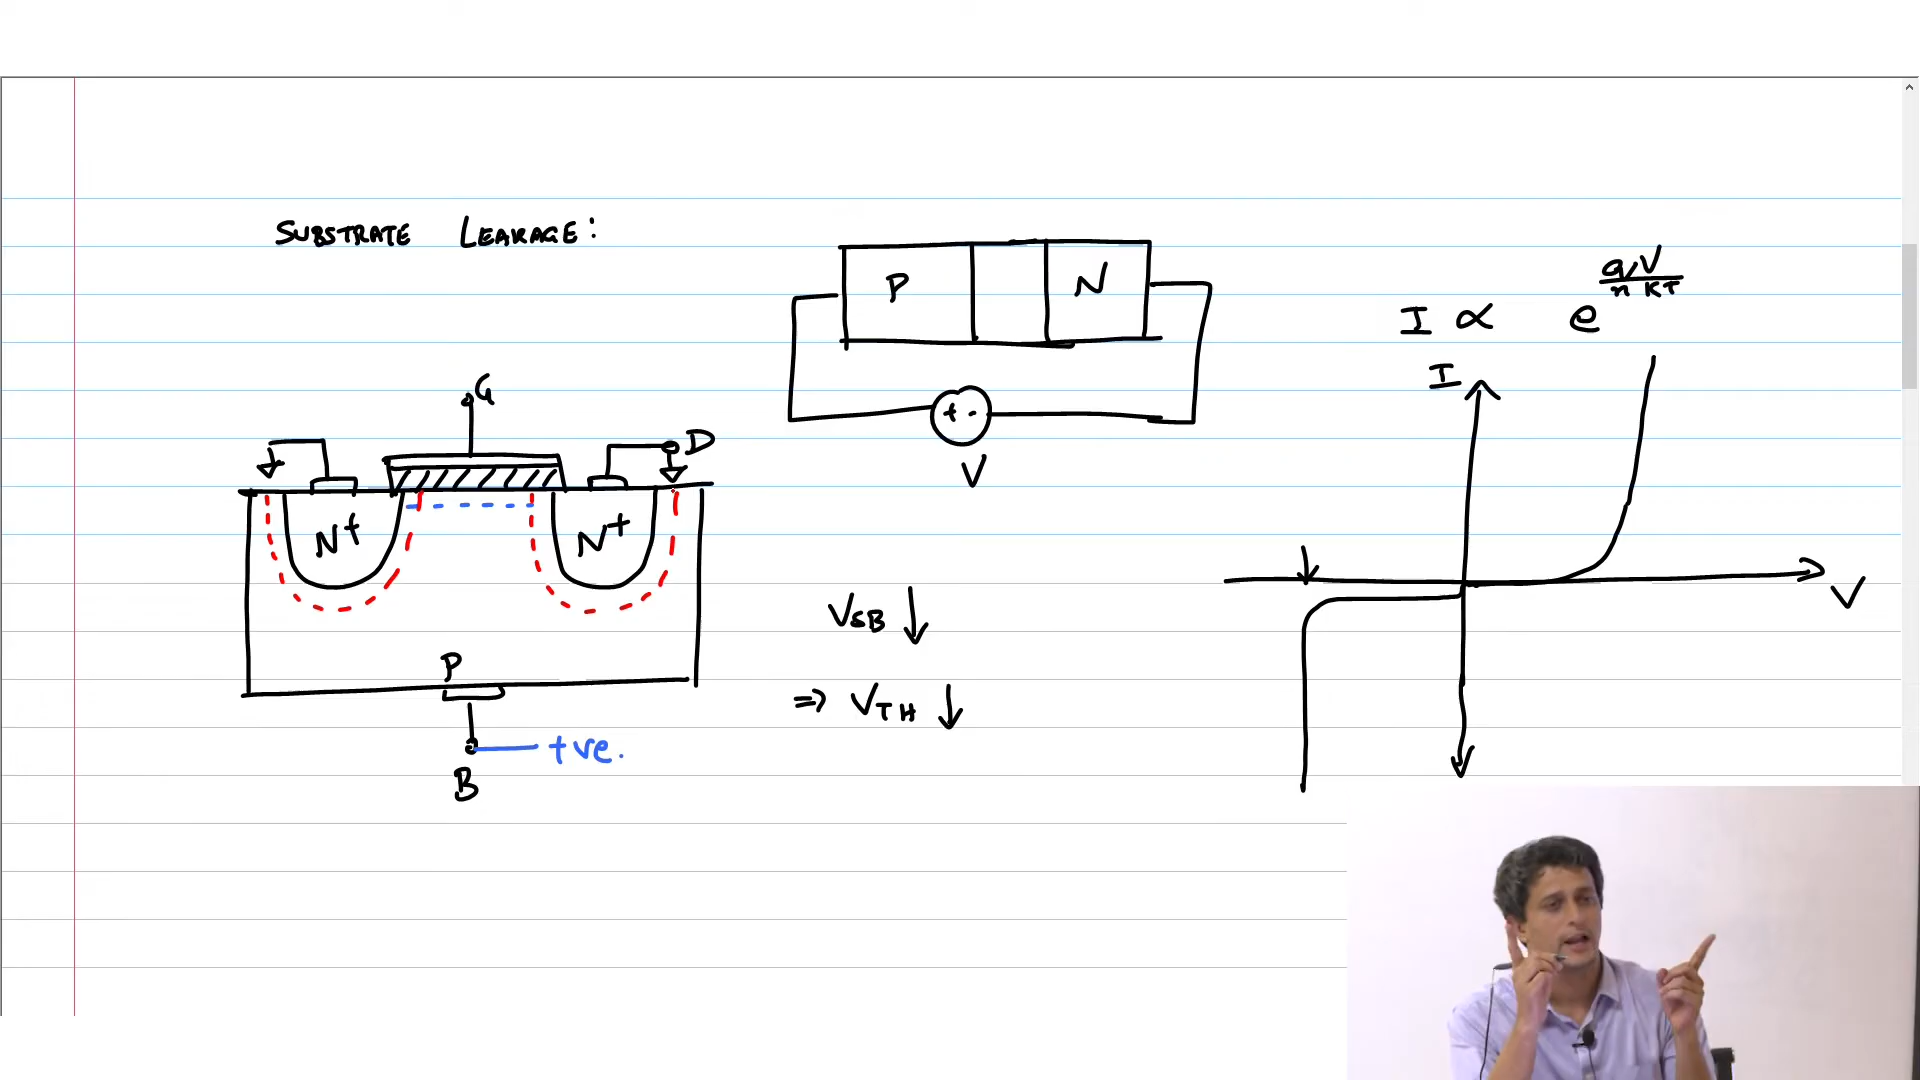 SUBSTRATE LEAKAGE:
P N
+ -
V
I ∝ e^(qV/nKT)
I
V
G
D
N+ N+
P
B +ve.
VSB ↓
⇒ VTH ↓